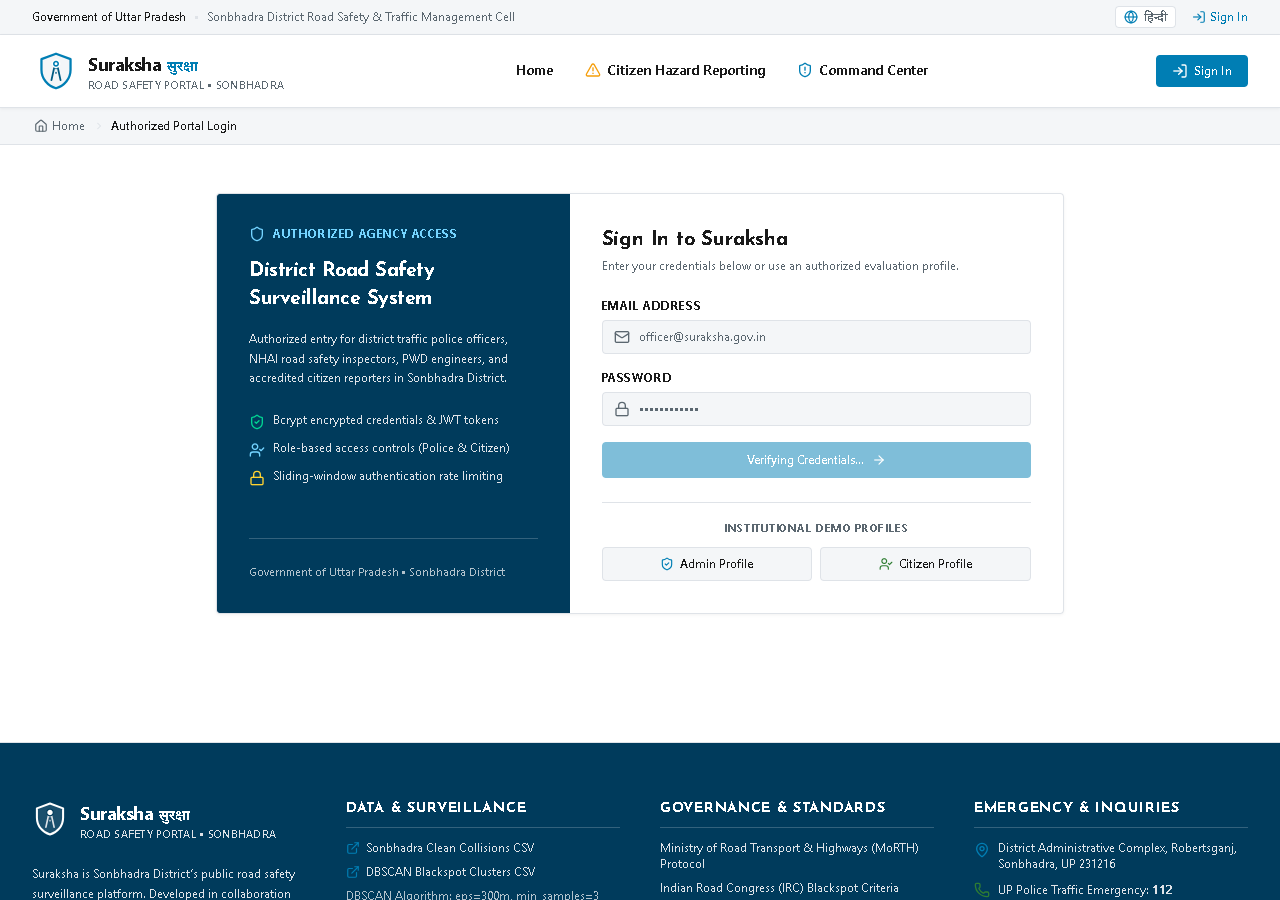 Government of Uttar Pradesh • Sonbhadra District Road Safety & Traffic Management Cell
हिन्दी
Sign In
Suraksha सुरक्षा
ROAD SAFETY PORTAL • SONBHADRA
Home
Citizen Hazard Reporting
Command Center
Sign In
Home
Authorized Portal Login
AUTHORIZED AGENCY ACCESS
District Road Safety
Surveillance System
Authorized entry for district traffic police officers,
NHAI road safety inspectors, PWD engineers, and
accredited citizen reporters in Sonbhadra District.
Bcrypt encrypted credentials & JWT tokens
Role-based access controls (Police & Citizen)
Sliding-window authentication rate limiting
Government of Uttar Pradesh • Sonbhadra District
Sign In to Suraksha
Enter your credentials below or use an authorized evaluation profile.
EMAIL ADDRESS
officer@suraksha.gov.in
PASSWORD
••••••••••••
Verifying Credentials...
INSTITUTIONAL DEMO PROFILES
Admin Profile
Citizen Profile
Suraksha सुरक्षा
ROAD SAFETY PORTAL • SONBHADRA
Suraksha is Sonbhadra District's public road safety
surveillance platform. Developed in collaboration
DATA & SURVEILLANCE
Sonbhadra Clean Collisions CSV
DBSCAN Blackspot Clusters CSV
DBSCAN Algorithm: eps=300m, min_samples=3
GOVERNANCE & STANDARDS
Ministry of Road Transport & Highways (MoRTH)
Protocol
Indian Road Congress (IRC) Blackspot Criteria
EMERGENCY & INQUIRIES
District Administrative Complex, Robertsganj,
Sonbhadra, UP 231216
UP Police Traffic Emergency: 112